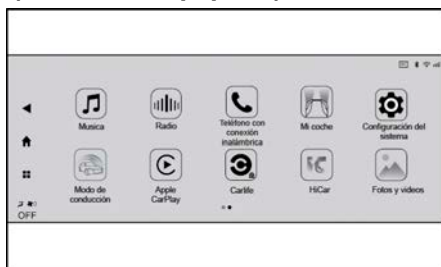 Musica
Radio
Teléfono con
conexión
inalámbrica
Mi coche
Configuración del
sistema
Modo de
conducción
Apple
CarPlay
Carlife
HiCar
Fotos y videos
OFF